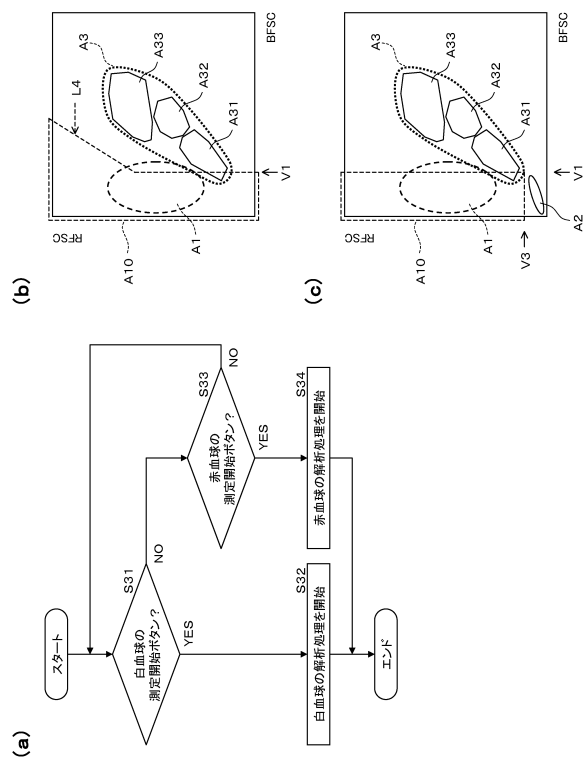 (a)
スタート
白血球の
測定開始ボタン？
S31
NO
YES
赤血球の
測定開始ボタン？
S33
NO
YES
白血球の解析処理を開始
S32
赤血球の解析処理を開始
S34
エンド
(b)
RFSC
BFSC
A10
A1
L4
A3
A33
A32
A31
V1
(c)
RFSC
BFSC
A10
A1
V3
A3
A33
A32
A31
V1
A2